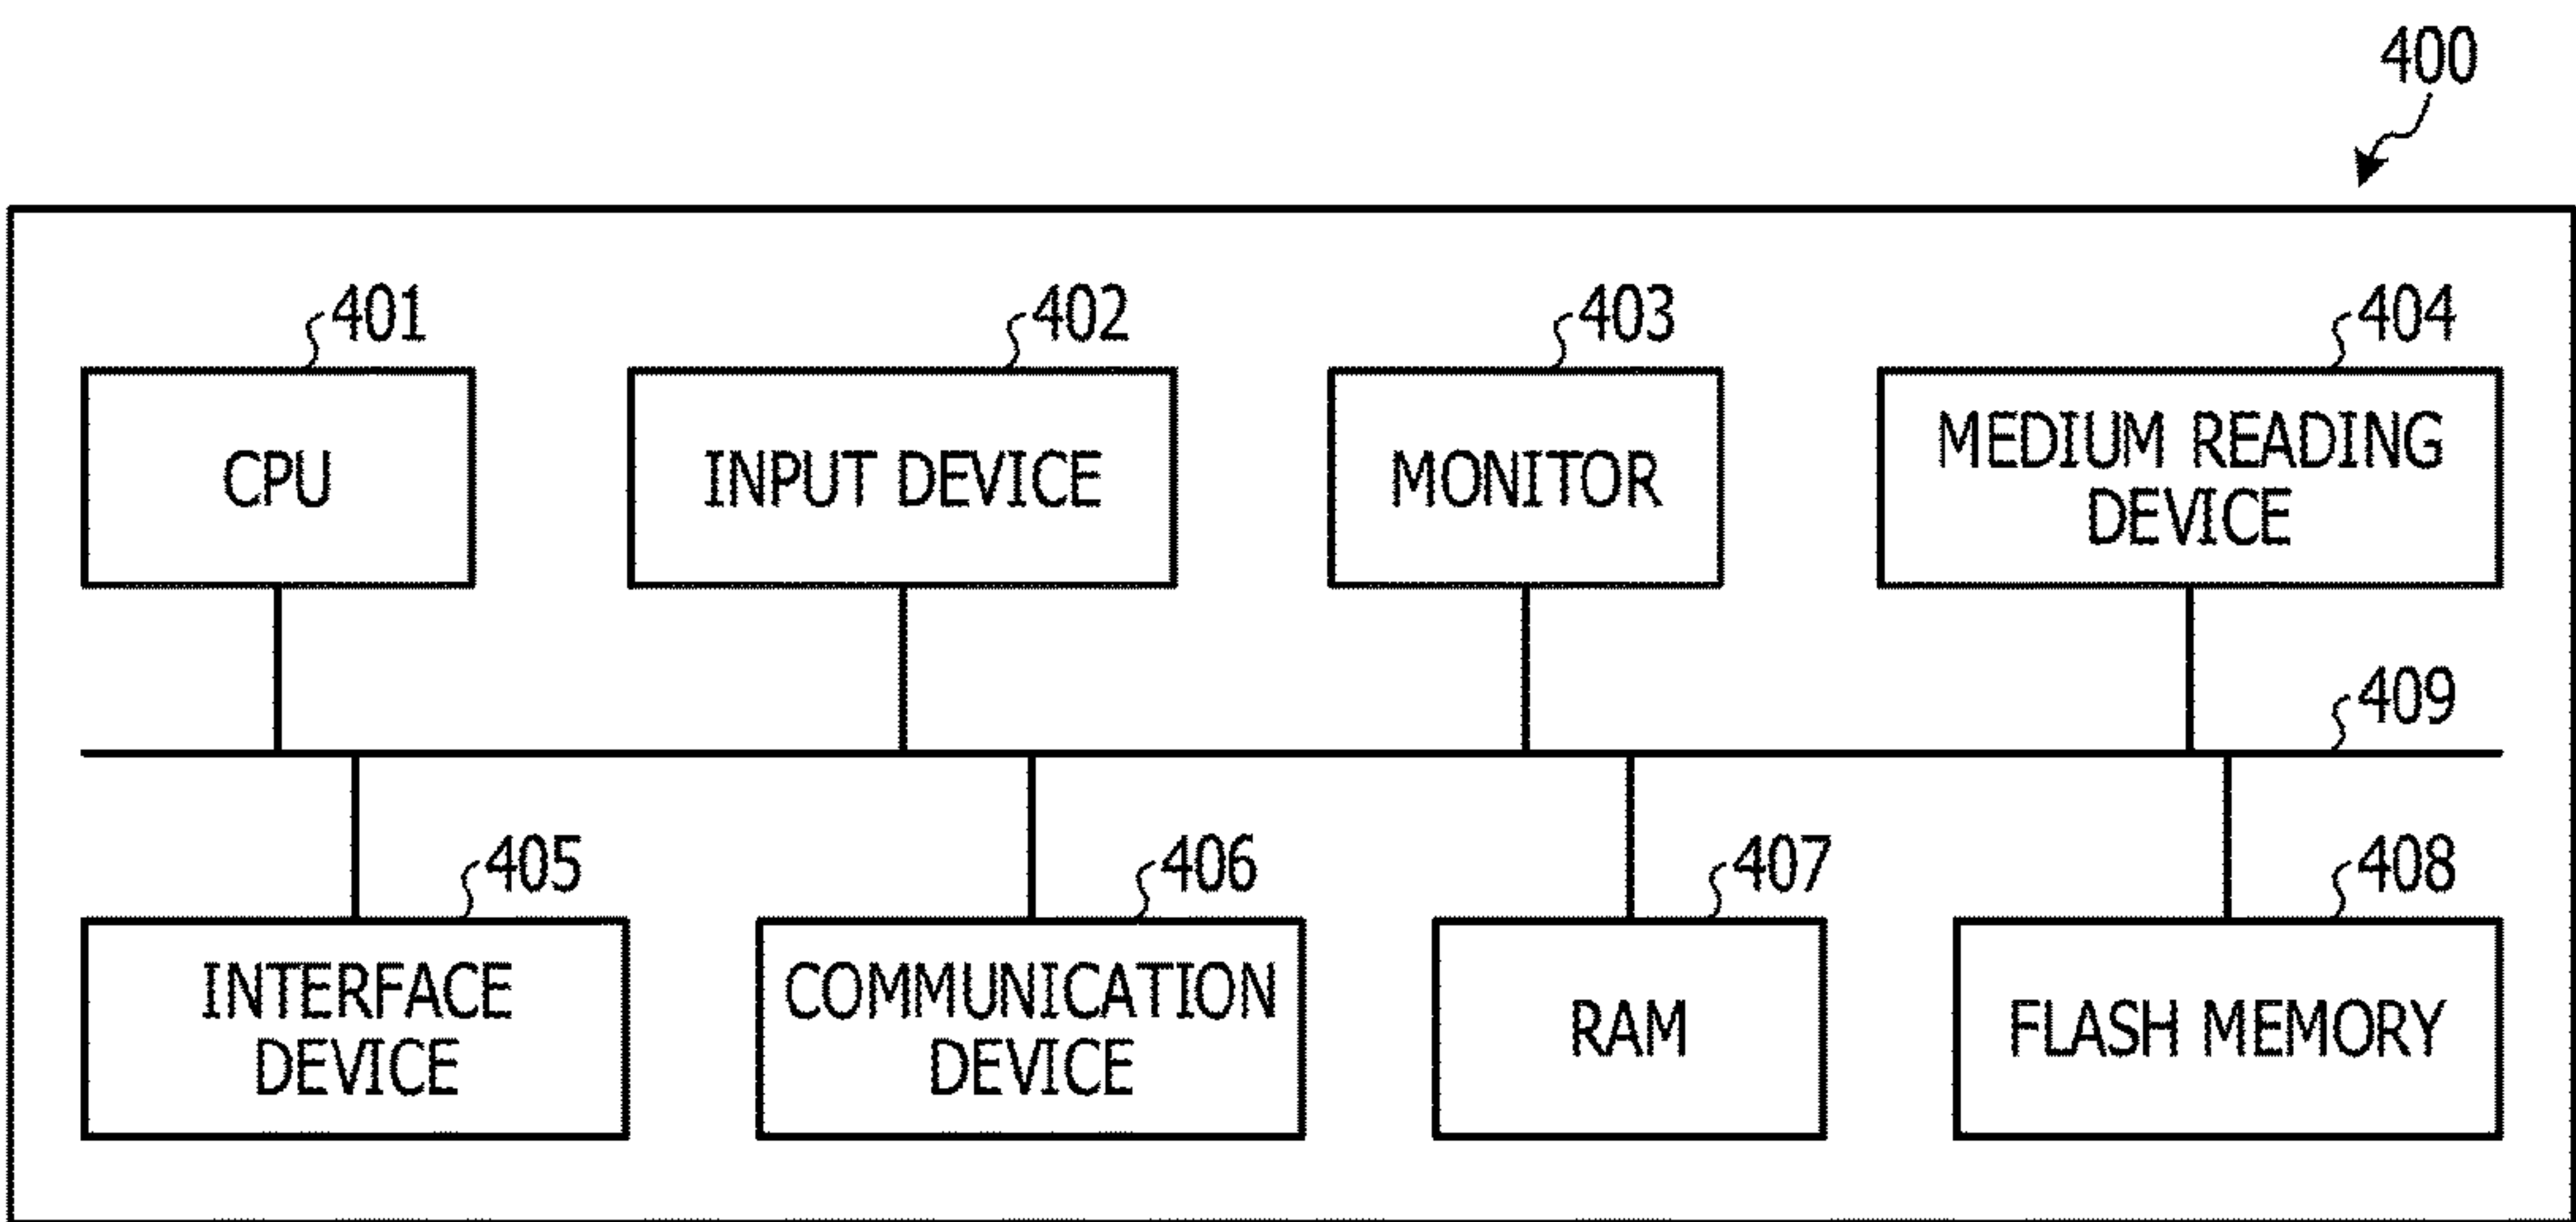 400
401
402
403
404
CPU
INPUT DEVICE
MONITOR
MEDIUM READING
DEVICE
409
405
406
407
408
INTERFACE
DEVICE
COMMUNICATION
DEVICE
RAM
FLASH MEMORY